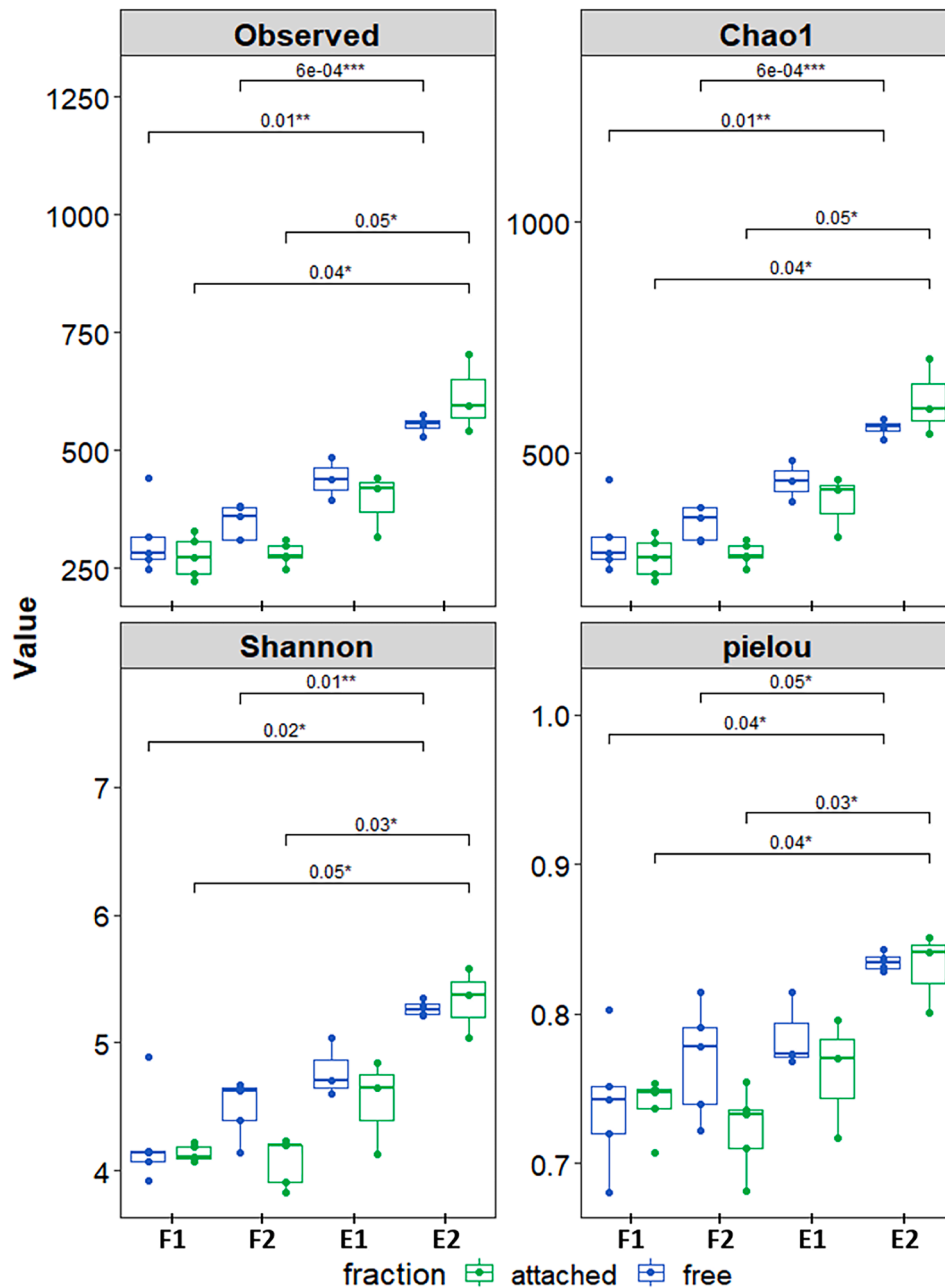 Observed
Chao1
6e-04***
6e-04***
1250
0.01**
0.01**
1000
1000
0.05*
0.05*
0.04*
0.04*
750
500
500
250
Value
Shannon
pielou
0.01**
0.05*
1.0
0.02*
0.04*
7
0.03*
0.03*
0.05*
0.04*
0.9
6
5
0.8
4
0.7
F1 F2 E1 E2
F1 F2 E1 E2
fraction attached free